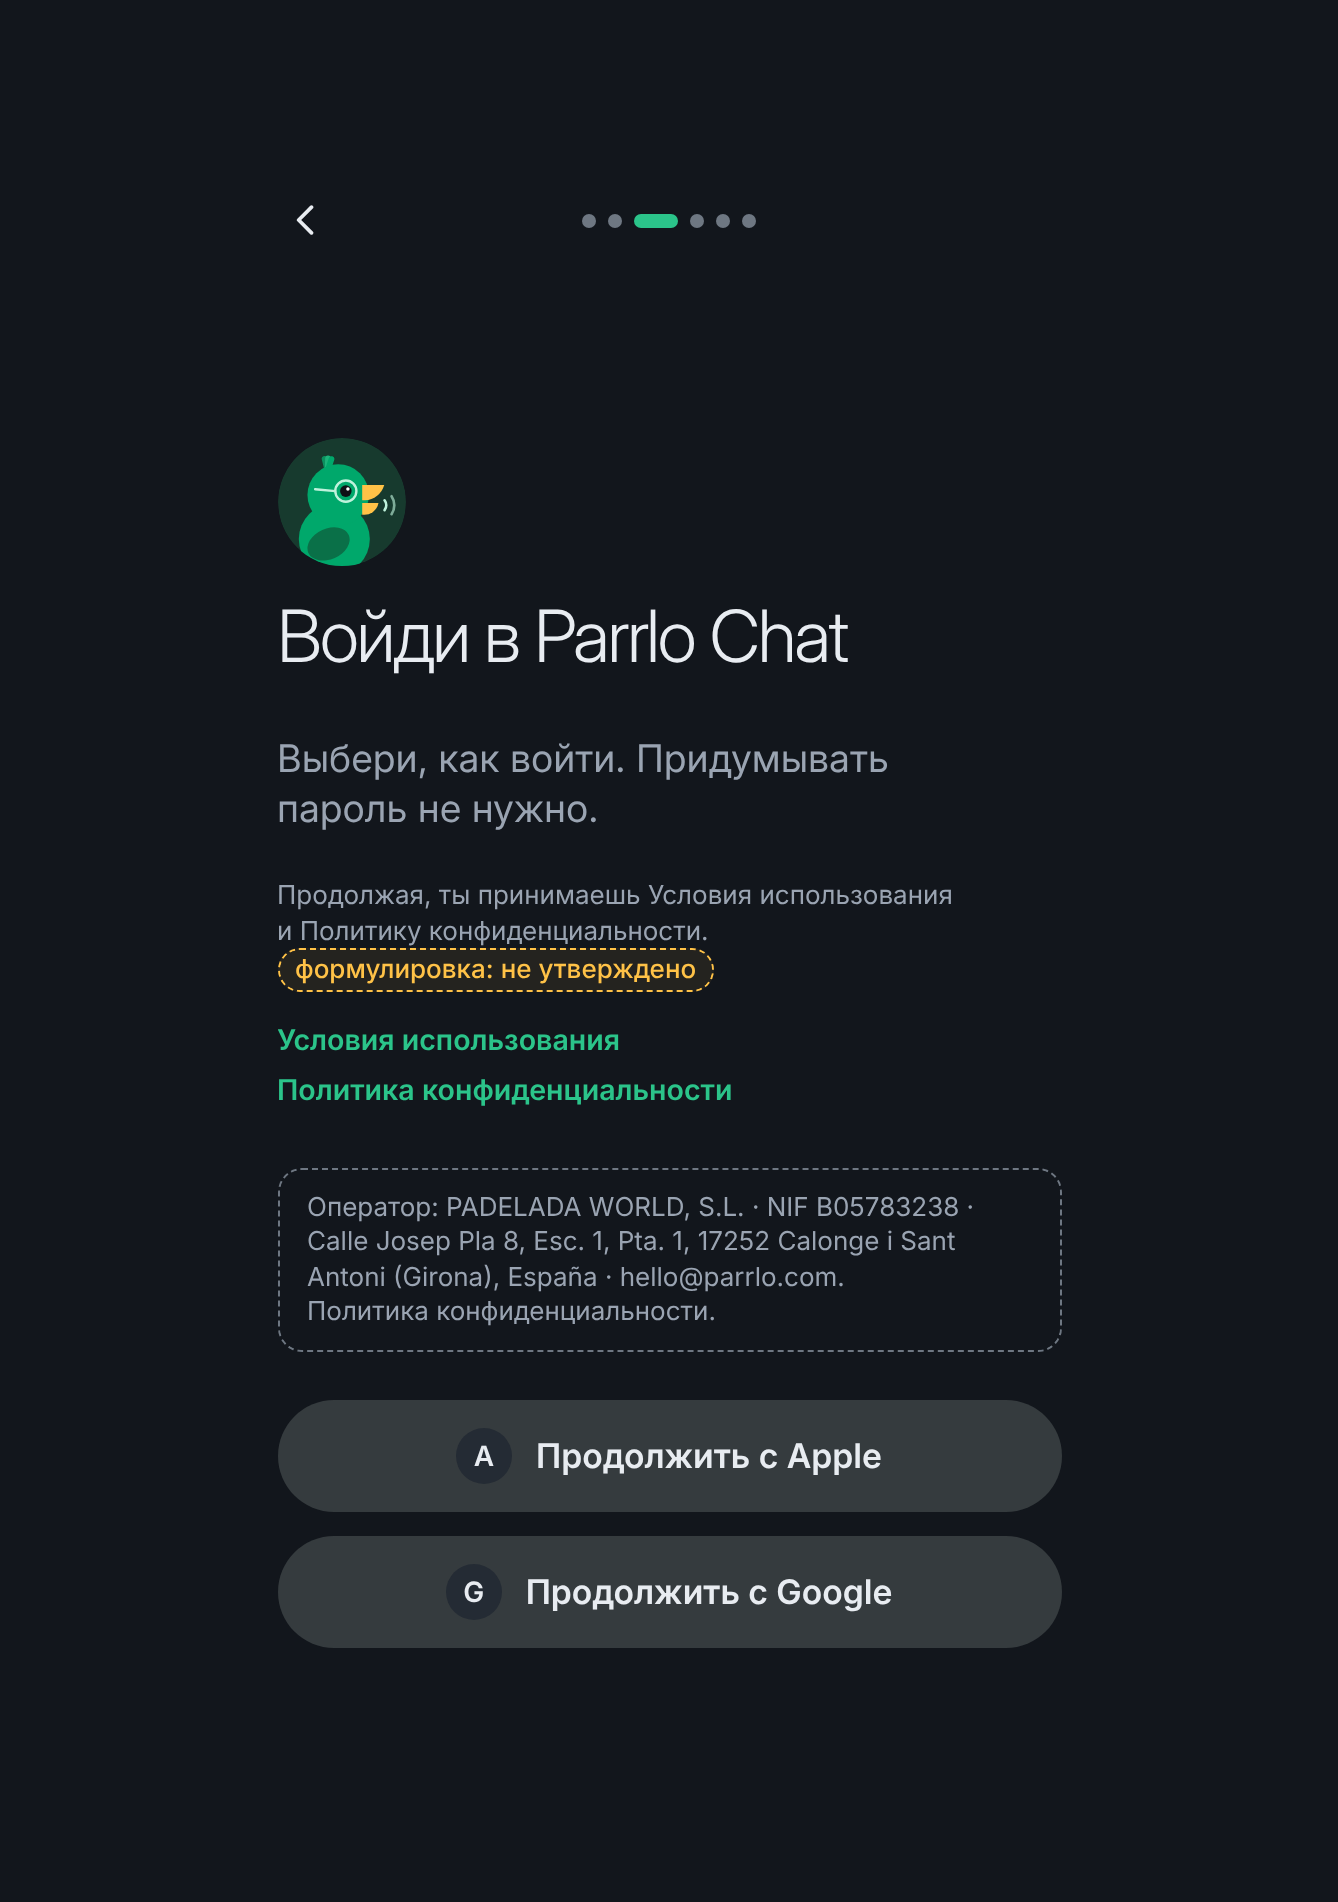 Войди в Parrlo Chat
Выбери, как войти. Придумывать
пароль не нужно.
Продолжая, ты принимаешь Условия использования
и Политику конфиденциальности.
формулировка: не утверждено
Условия использования
Политика конфиденциальности
Оператор: PADELADA WORLD, S.L. · NIF B05783238 ·
Calle Josep Pla 8, Esc. 1, Pta. 1, 17252 Calonge i Sant
Antoni (Girona), España · hello@parrlo.com.
Политика конфиденциальности.
A Продолжить с Apple
G Продолжить с Google